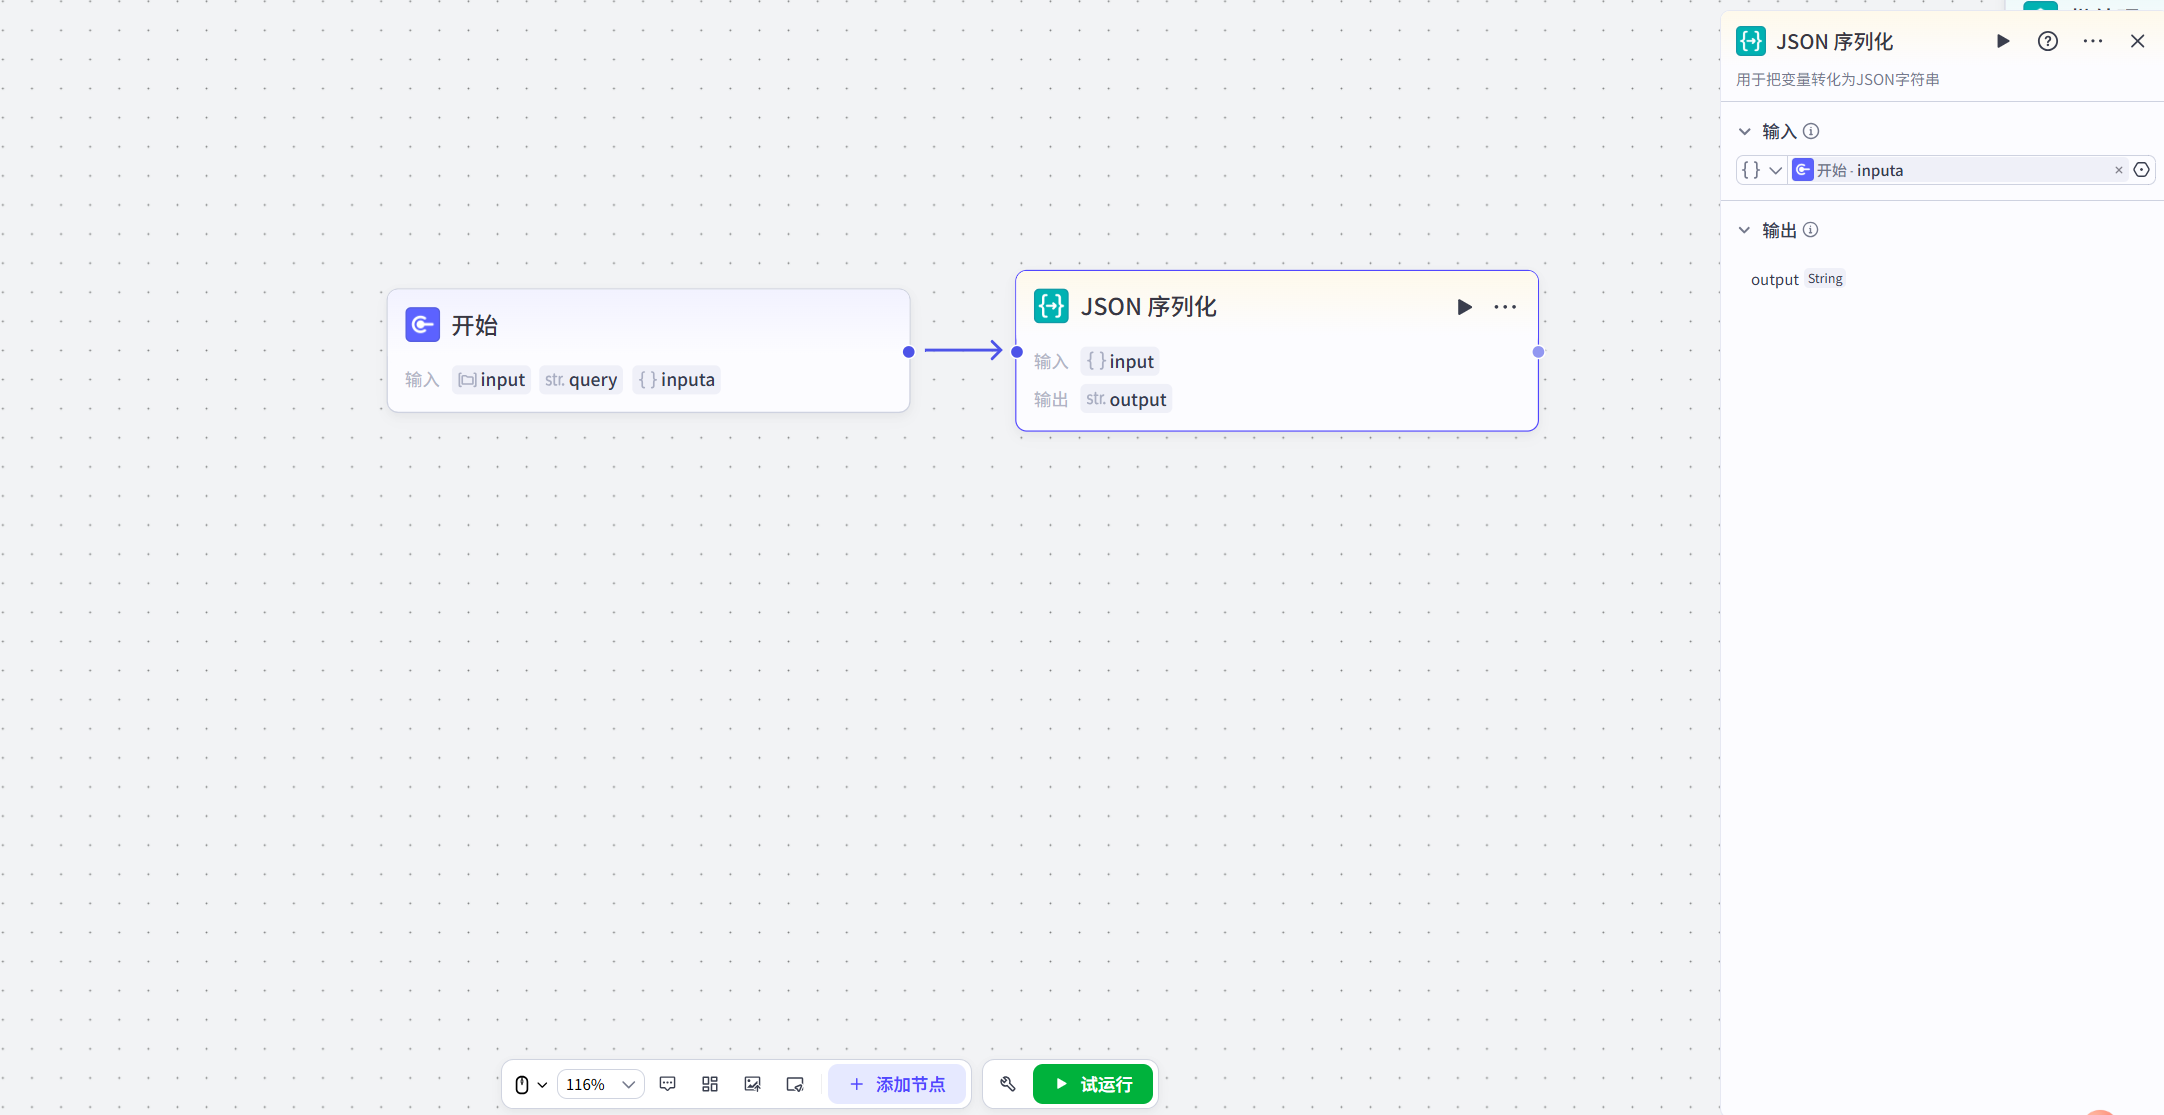 开始
输入 input str. query { } inputa
JSON 序列化
输入 { } input
输出 str. output
JSON 序列化
用于把变量转化为JSON字符串
输入
{ } 开始 - inputa
输出
output String
116%
添加节点
试运行